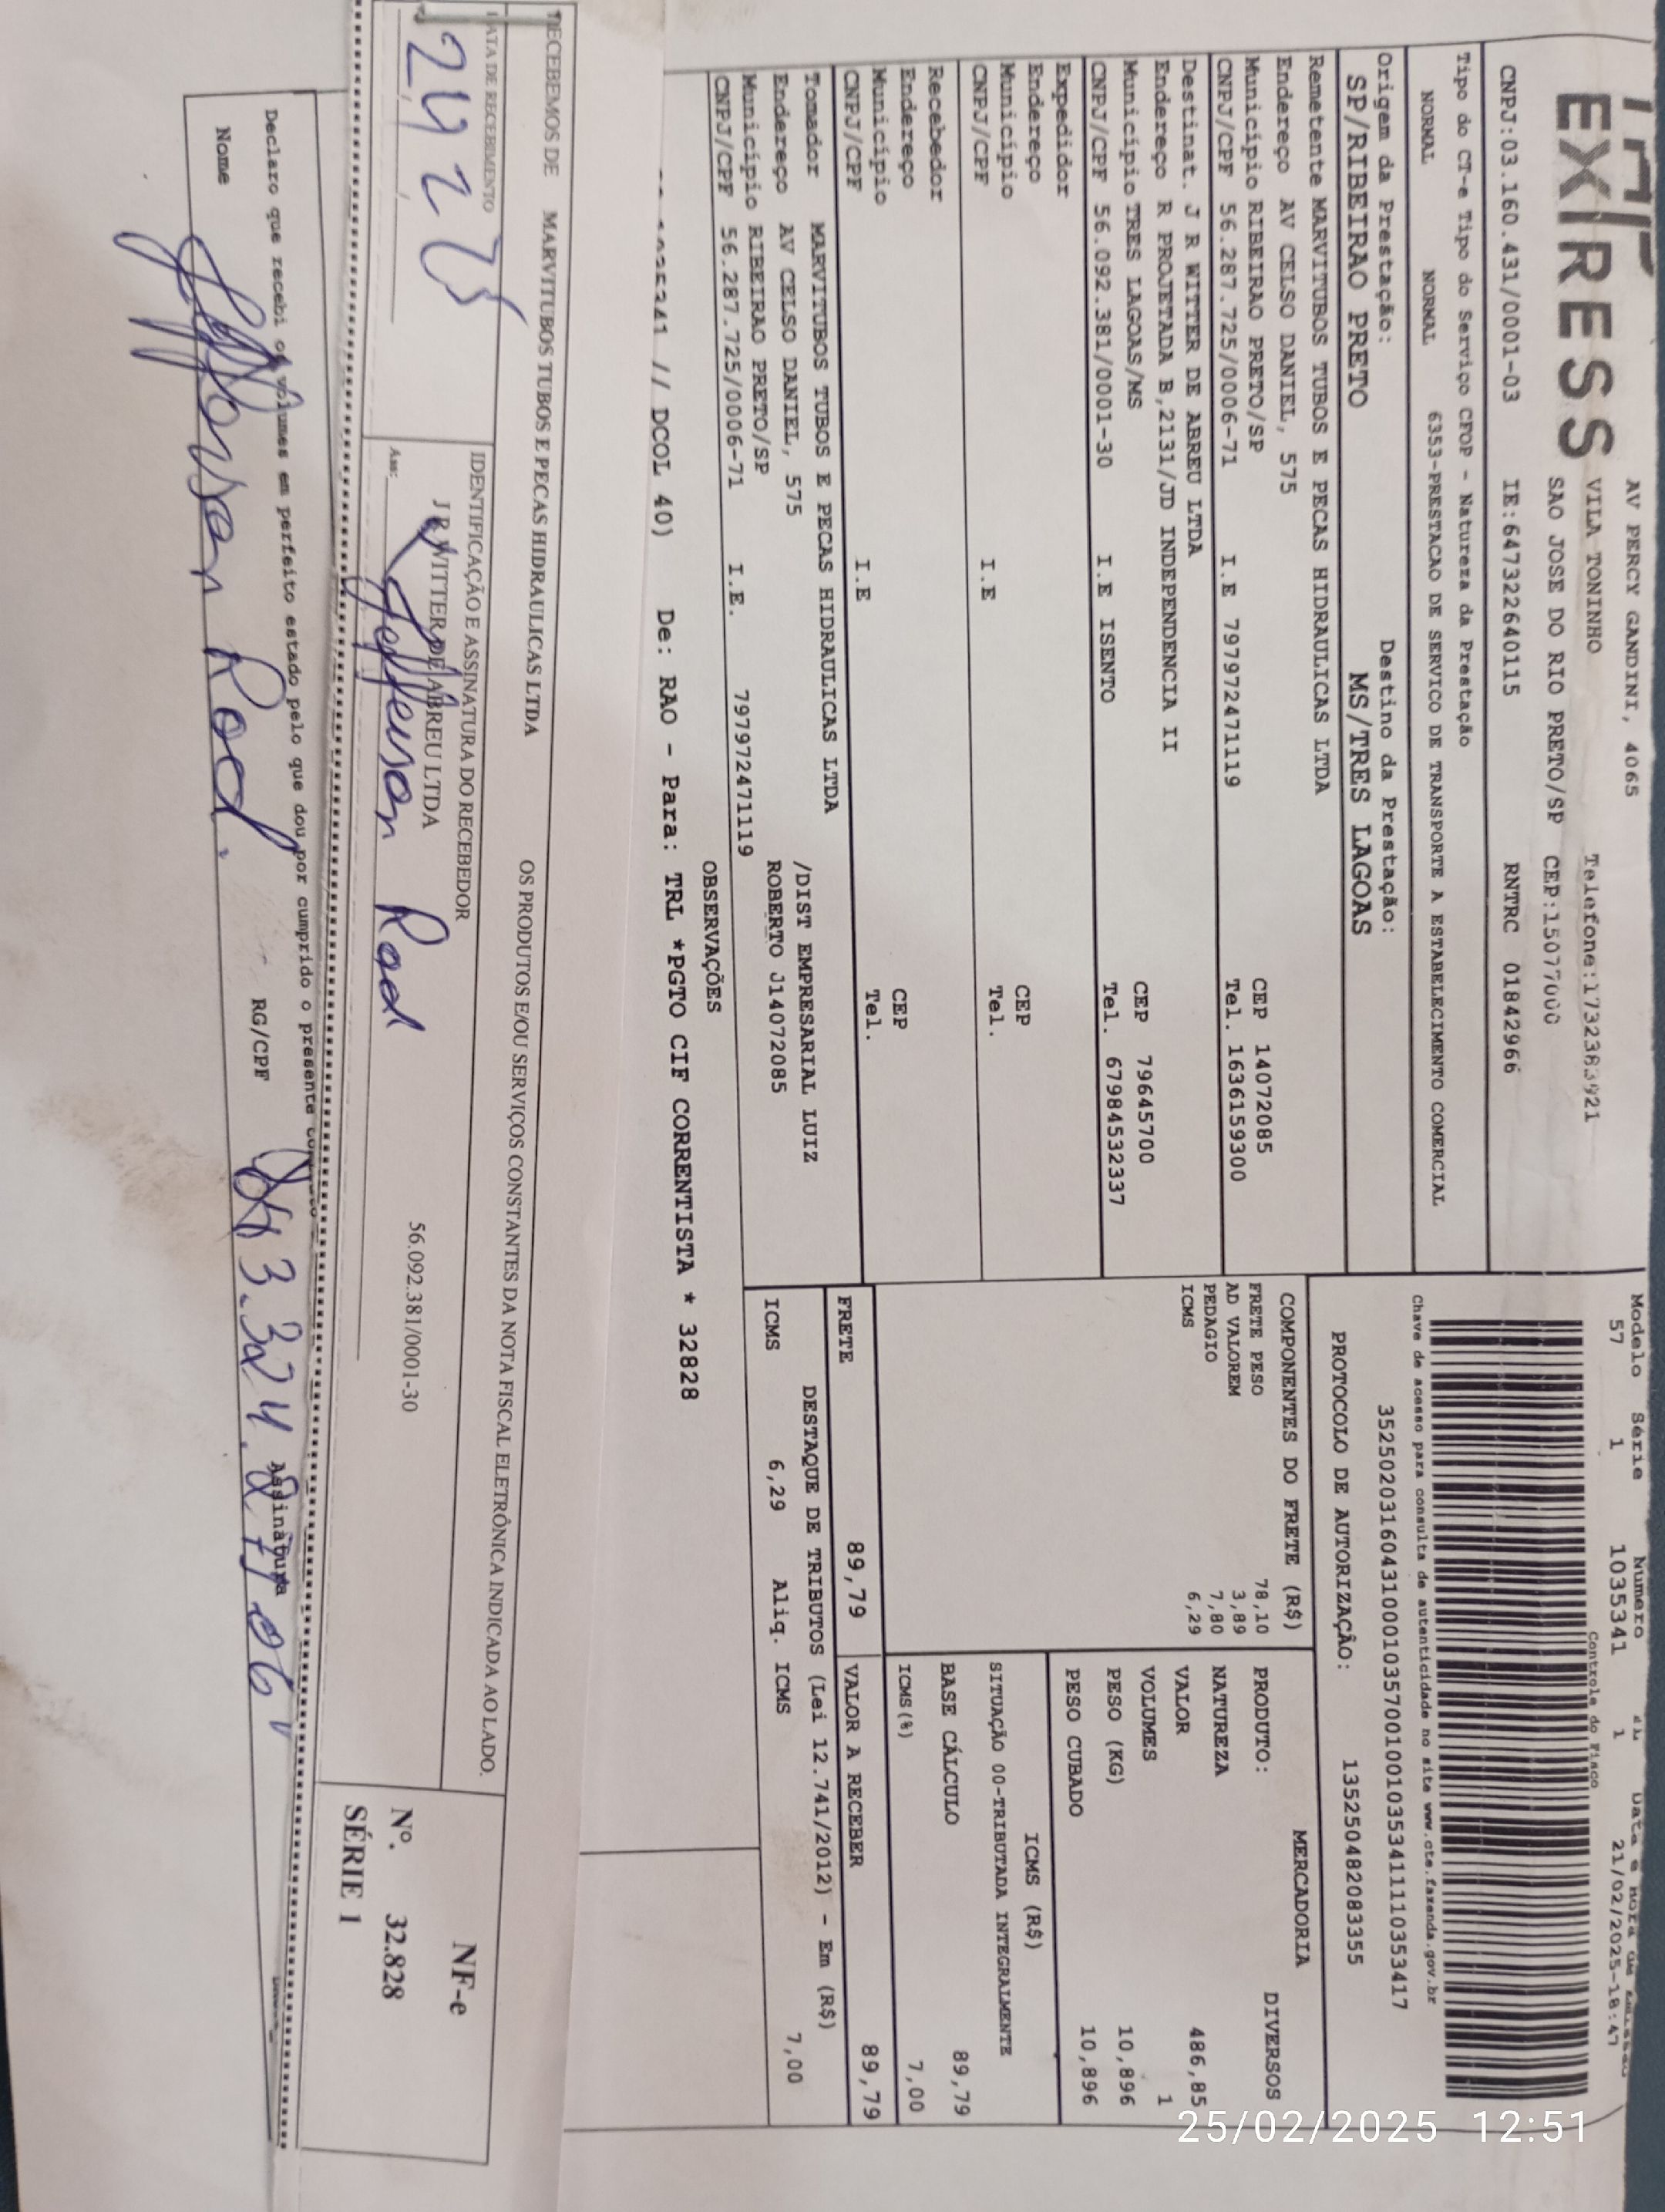 EXPRESS
AV PERCY GANDINI, 4065
VILA TONINHO Telefone:1732383921
SAO JOSE DO RIO PRETO/SP CEP:15077000
CNPJ:03.160.431/0001-03 IE:647322640115 RNTRC 01842966
Modelo Série Número Data e Hora de Emissão
57 1 1035341 1 21/02/2025-18:47
Controle do Fisco
Tipo do CT-e Tipo do Serviço CFOP - Natureza da Prestação
NORMAL NORMAL 6353-PRESTACAO DE SERVICO DE TRANSPORTE A ESTABELECIMENTO COMERCIAL
Chave de acesso para consulta de autenticidade no site www.cte.fazenda.gov.br
35250203160431000103570010010353411110353417
Origem da Prestação: Destino da Prestação:
SP/RIBEIRAO PRETO MS/TRES LAGOAS
PROTOCOLO DE AUTORIZAÇÃO: 135250482083355
Remetente MARVITUBOS TUBOS E PECAS HIDRAULICAS LTDA
Endereço AV CELSO DANIEL, 575
Município RIBEIRAO PRETO/SP CEP 14072085
CNPJ/CPF 56.287.725/0006-71 I.E 797972471119 Tel. 1636159300
Destinat. J R WITTER DE ABREU LTDA
Endereço R PROJETADA B,2131/JD INDEPENDENCIA II
Município TRES LAGOAS/MS CEP 79645700
CNPJ/CPF 56.092.381/0001-30 I.E ISENTO Tel. 67984532337
Expedidor
Endereço
Município CEP
CNPJ/CPF I.E Tel.
Recebedor
Endereço
Município CEP
CNPJ/CPF I.E Tel.
Tomador MARVITUBOS TUBOS E PECAS HIDRAULICAS LTDA
Endereço AV CELSO DANIEL, 575 /DIST EMPRESARIAL LUIZ
Município RIBEIRAO PRETO/SP ROBERTO J14072085
CNPJ/CPF 56.287.725/0006-71 I.E. 797972471119
COMPONENTES DO FRETE (R$)
FRETE PESO 78,10
AD VALOREM 3,89
PEDAGIO 7,80
ICMS 6,29
MERCADORIA
PRODUTO: DIVERSOS
NATUREZA
VALOR 486,85
VOLUMES 1
PESO (KG) 10,896
PESO CUBADO 10,896
ICMS (R$)
SITUAÇÃO 00-TRIBUTADA INTEGRALMENTE
BASE CÁLCULO 89,79
ICMS(%) 7,00
FRETE 89,79 VALOR A RECEBER 89,79
DESTAQUE DE TRIBUTOS (Lei 12.741/2012) - Em (R$)
ICMS 6,29 Aliq. ICMS 7,00
OBSERVAÇÕES
1035341 // DCOL 40) De: RAO - Para: TRL *PGTO CIF CORRENTISTA * 32828
RECEBEMOS DE MARVITUBOS TUBOS E PECAS HIDRAULICAS LTDA OS PRODUTOS E/OU SERVIÇOS CONSTANTES DA NOTA FISCAL ELETRÔNICA INDICADA AO LADO.
DATA DE RECEBIMENTO IDENTIFICAÇÃO E ASSINATURA DO RECEBEDOR
24 2 25
J R WITTER DE ABREU LTDA 56.092.381/0001-30
Ass: Jefferson Rod
NF-e
Nº. 32.828
SÉRIE 1
Declaro que recebi os volumes em perfeito estado pelo que dou por cumprido o presente
Nome Jefferson Rod. RG/CPF Assinatura
25/02/2025 12:51